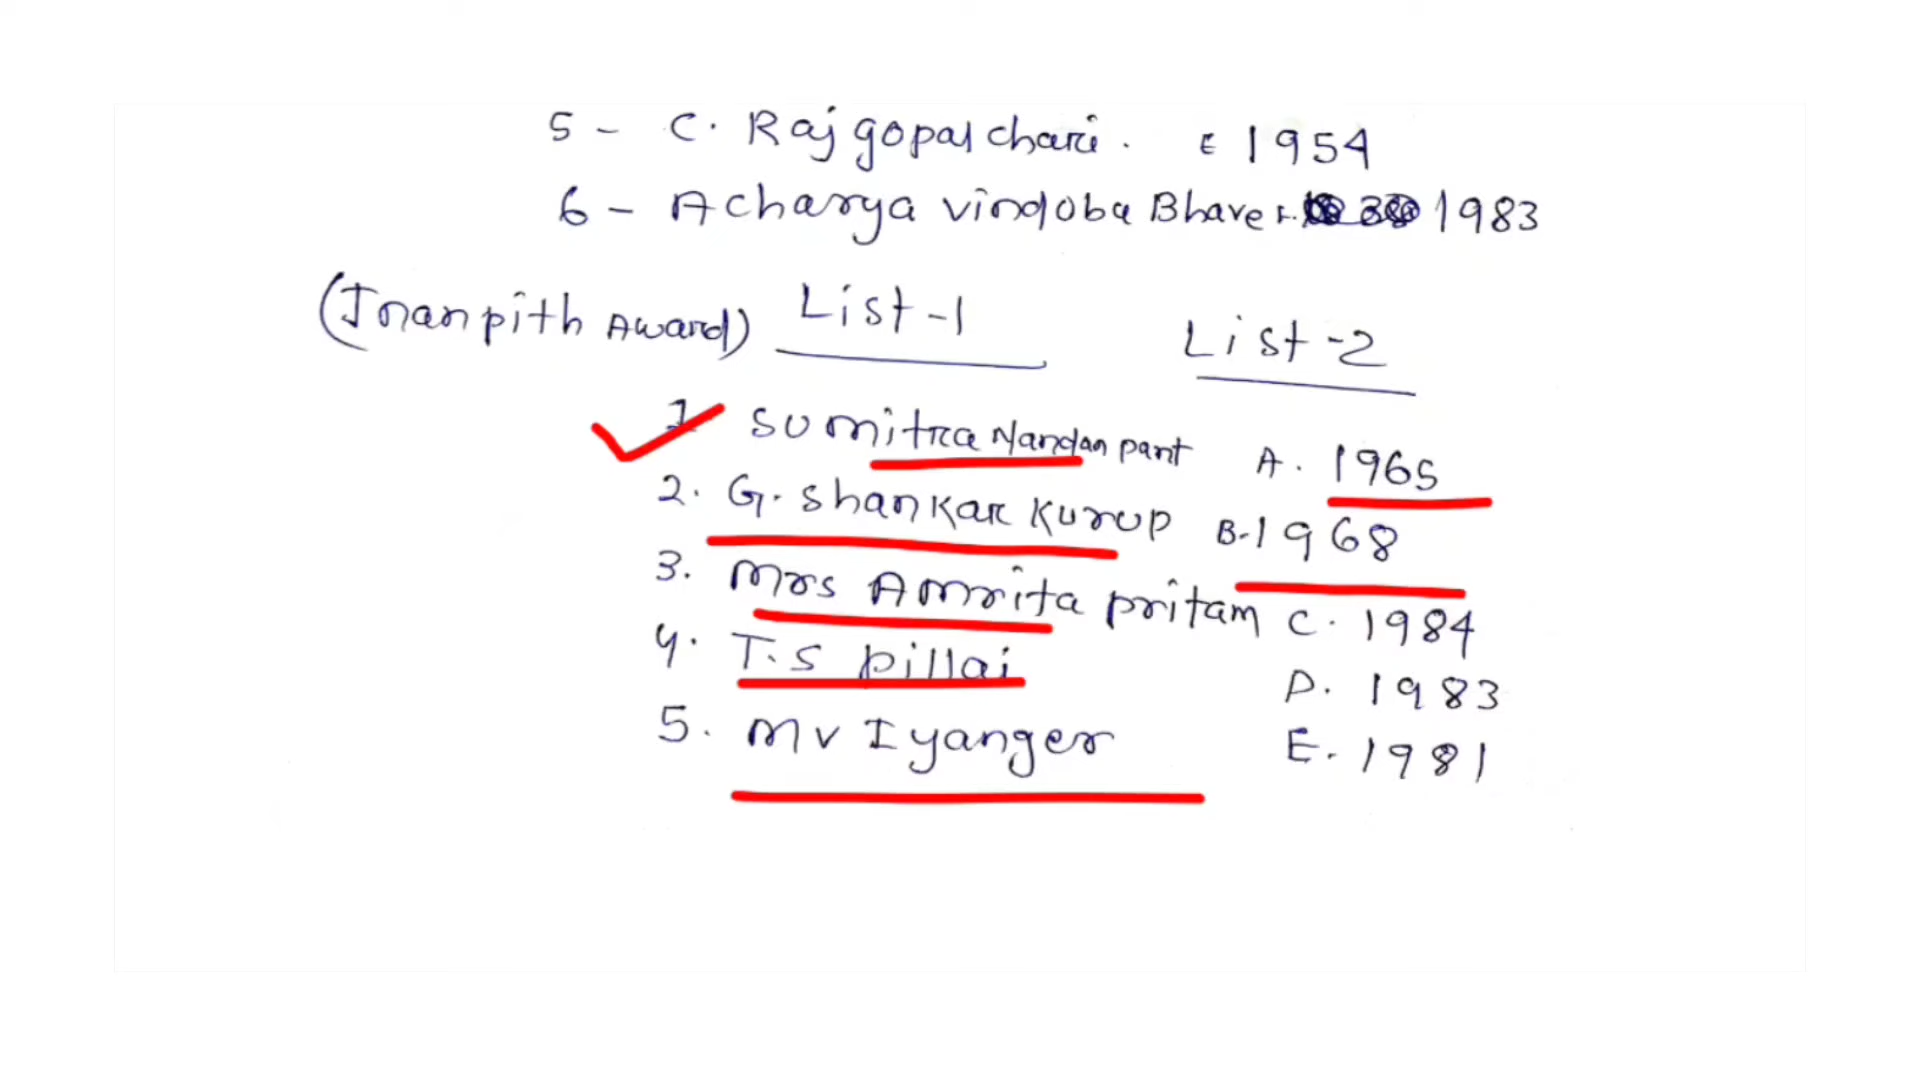 5 - C. Rajgopalchari. E 1954
6 - Acharya vindoba Bhave F. 1983
(Jnanpith Award) List-1 List-2
1 Sumitra Nandan pant A. 1965
2. G. Shankar Kurup B. 1968
3. Mrs Amrita pritam C. 1984
4. T.S pillai D. 1983
5. MV Iyanger E. 1981